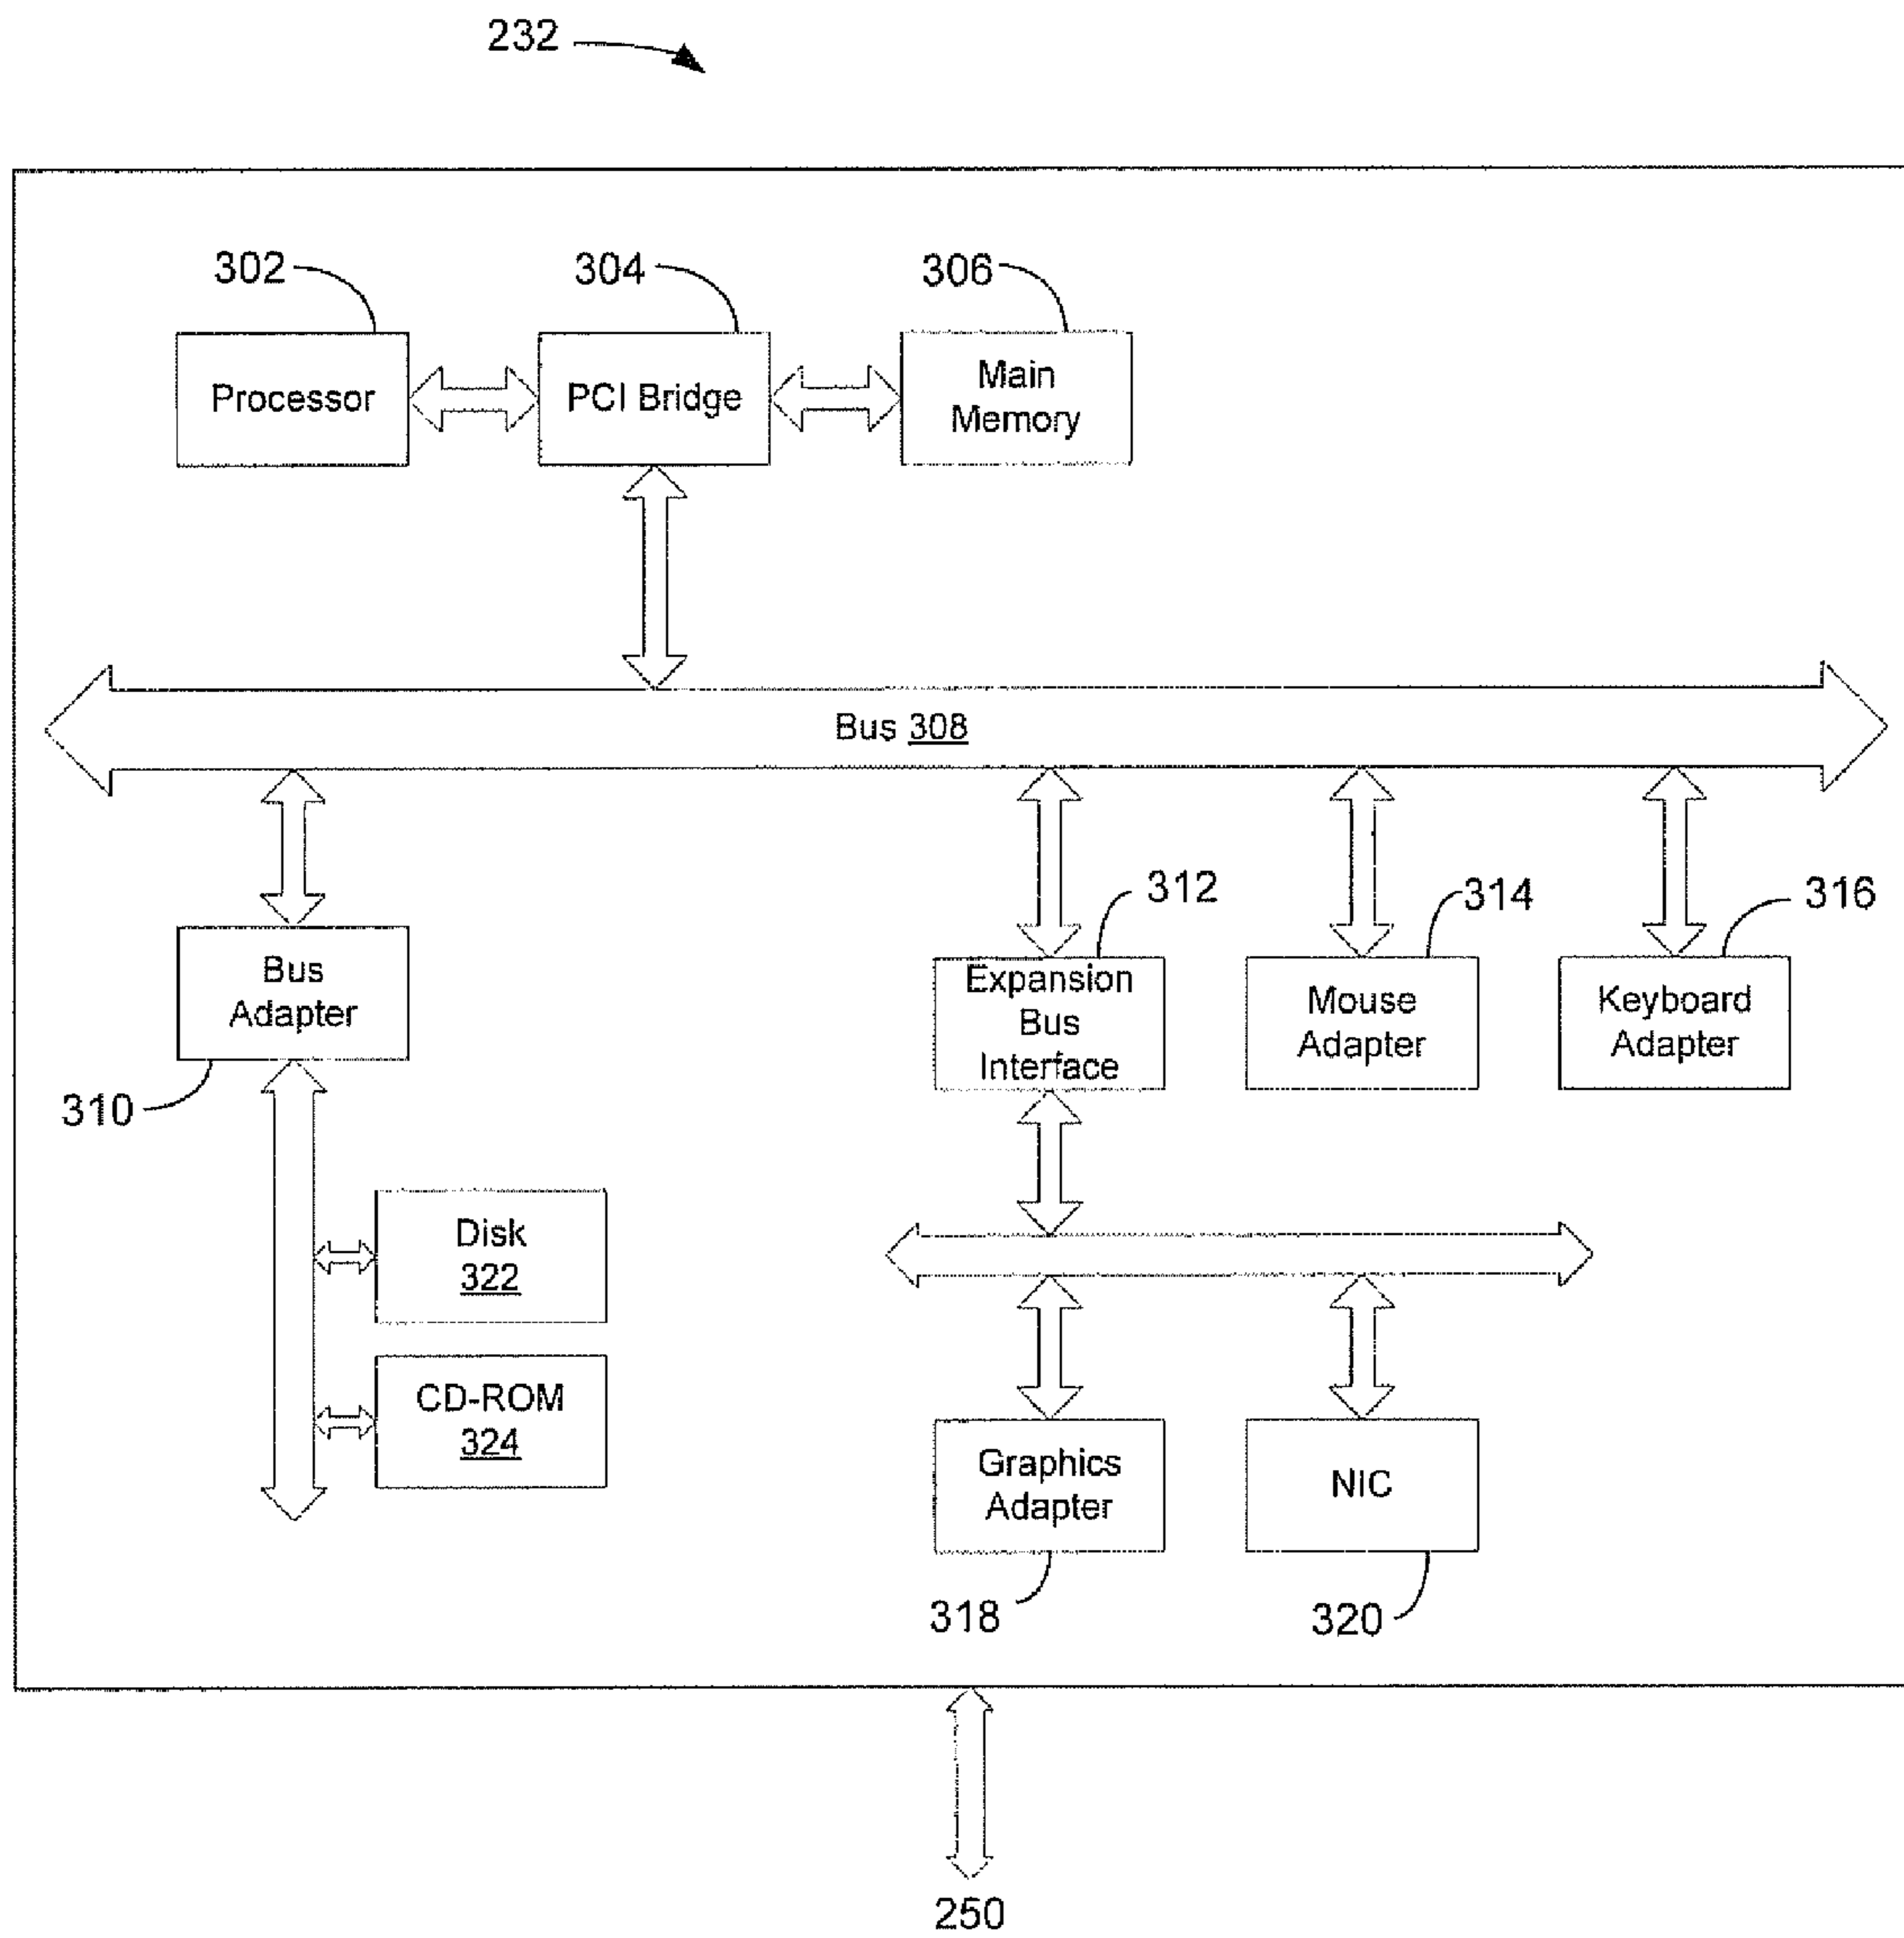 232
302
304
306
Processor
PCI Bridge
Main
Memory
Bus 308
312
314
316
Bus
Adapter
Expansion
Bus
Interface
Mouse
Adapter
Keyboard
Adapter
310
Disk
322
CD-ROM
324
Graphics
Adapter
NIC
318
320
250